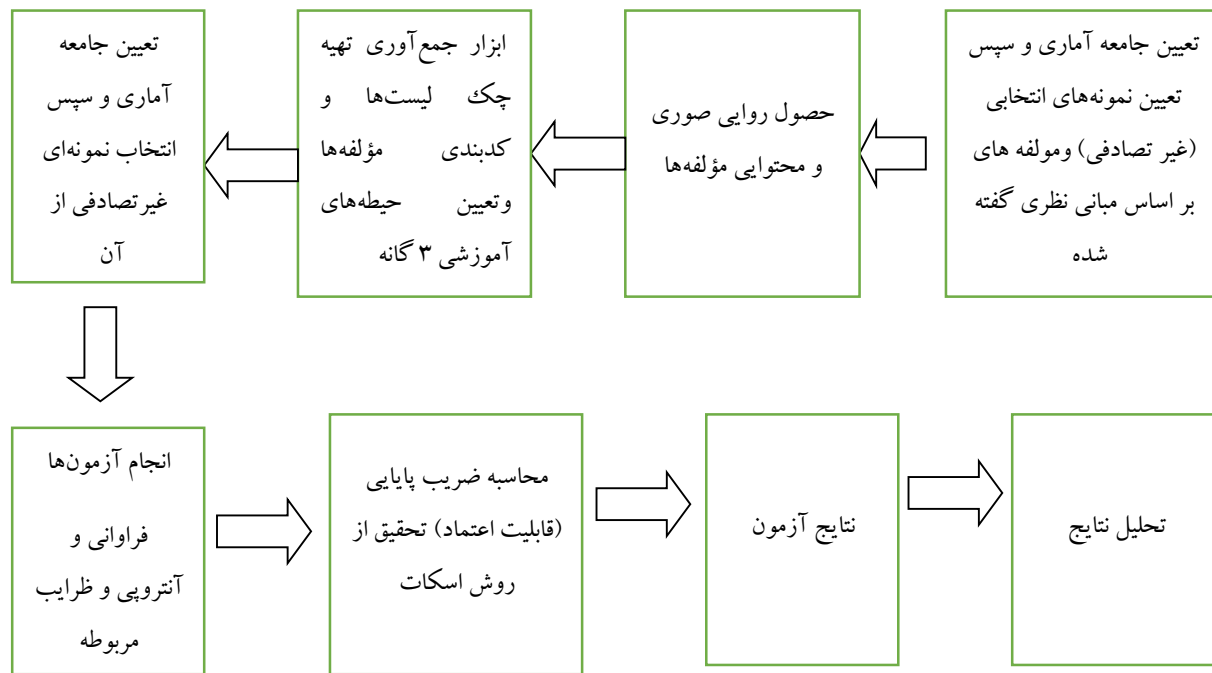 تعیین جامعه آماری و سپس
تعیین نمونه‌های انتخابی
(غیر تصادفی) ومولفه های
بر اساس مبانی نظری گفته
شده
حصول روایی صوری
و محتوایی مؤلفه‌ها
ابزار جمع‌آوری تهیه
چک لیست‌ها و
کدبندی مؤلفه‌ها
وتعیین حیطه‌های
آموزشی ۳ گانه
تعیین جامعه
آماری و سپس
انتخاب نمونه‌ای
غیرتصادفی از
آن
انجام آزمون‌ها
فراوانی و
آنتروپی و ظرایب
مربوطه
محاسبه ضریب پایایی
(قابلیت اعتماد) تحقیق از
روش اسکات
نتایج آزمون
تحلیل نتایج